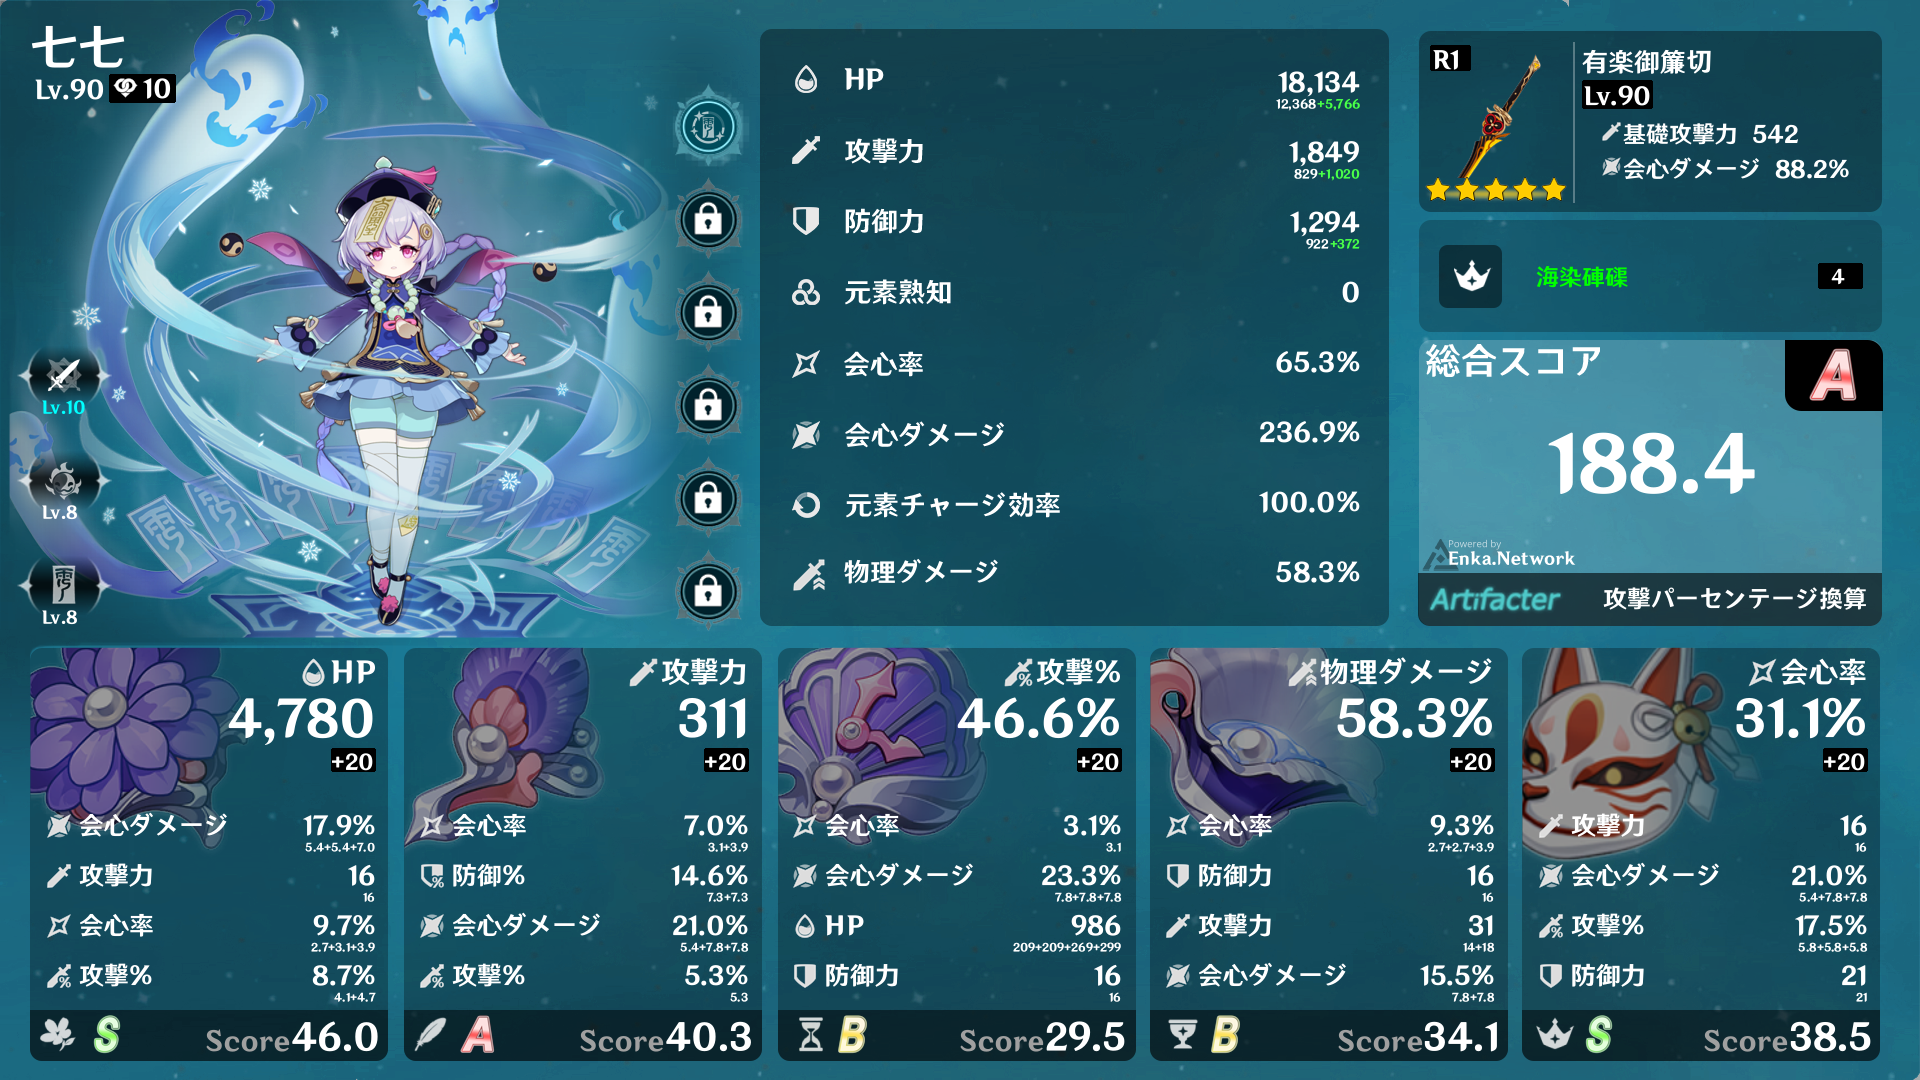 七七
Lv.90 10
Lv.10
Lv.8
Lv.8
HP 18,134
12,368+5,766
攻撃力 1,849
829+1,020
防御力 1,294
922+372
元素熟知 0
会心率 65.3%
会心ダメージ 236.9%
元素チャージ効率 100.0%
物理ダメージ 58.3%
R1
有楽御簾切
Lv.90
基礎攻撃力 542
会心ダメージ 88.2%
海染硨磲 4
総合スコア A
188.4
Powered by
Enka.Network
Artifacter 攻撃パーセンテージ換算
HP
4,780
+20
会心ダメージ 17.9%
5.4+5.4+7.0
攻撃力 16
16
会心率 9.7%
2.7+3.1+3.9
攻撃% 8.7%
4.1+4.7
S Score46.0
攻撃力
311
+20
会心率 7.0%
3.1+3.9
防御% 14.6%
7.3+7.3
会心ダメージ 21.0%
5.4+7.8+7.8
攻撃% 5.3%
5.3
A Score40.3
攻撃%
46.6%
+20
会心率 3.1%
3.1
会心ダメージ 23.3%
7.8+7.8+7.8
HP 986
209+209+269+299
防御力 16
16
B Score29.5
物理ダメージ
58.3%
+20
会心率 9.3%
2.7+2.7+3.9
防御力 16
16
攻撃力 31
14+18
会心ダメージ 15.5%
7.8+7.8
B Score34.1
会心率
31.1%
+20
攻撃力 16
16
会心ダメージ 21.0%
5.4+7.8+7.8
攻撃% 17.5%
5.8+5.8+5.8
防御力 21
21
S Score38.5